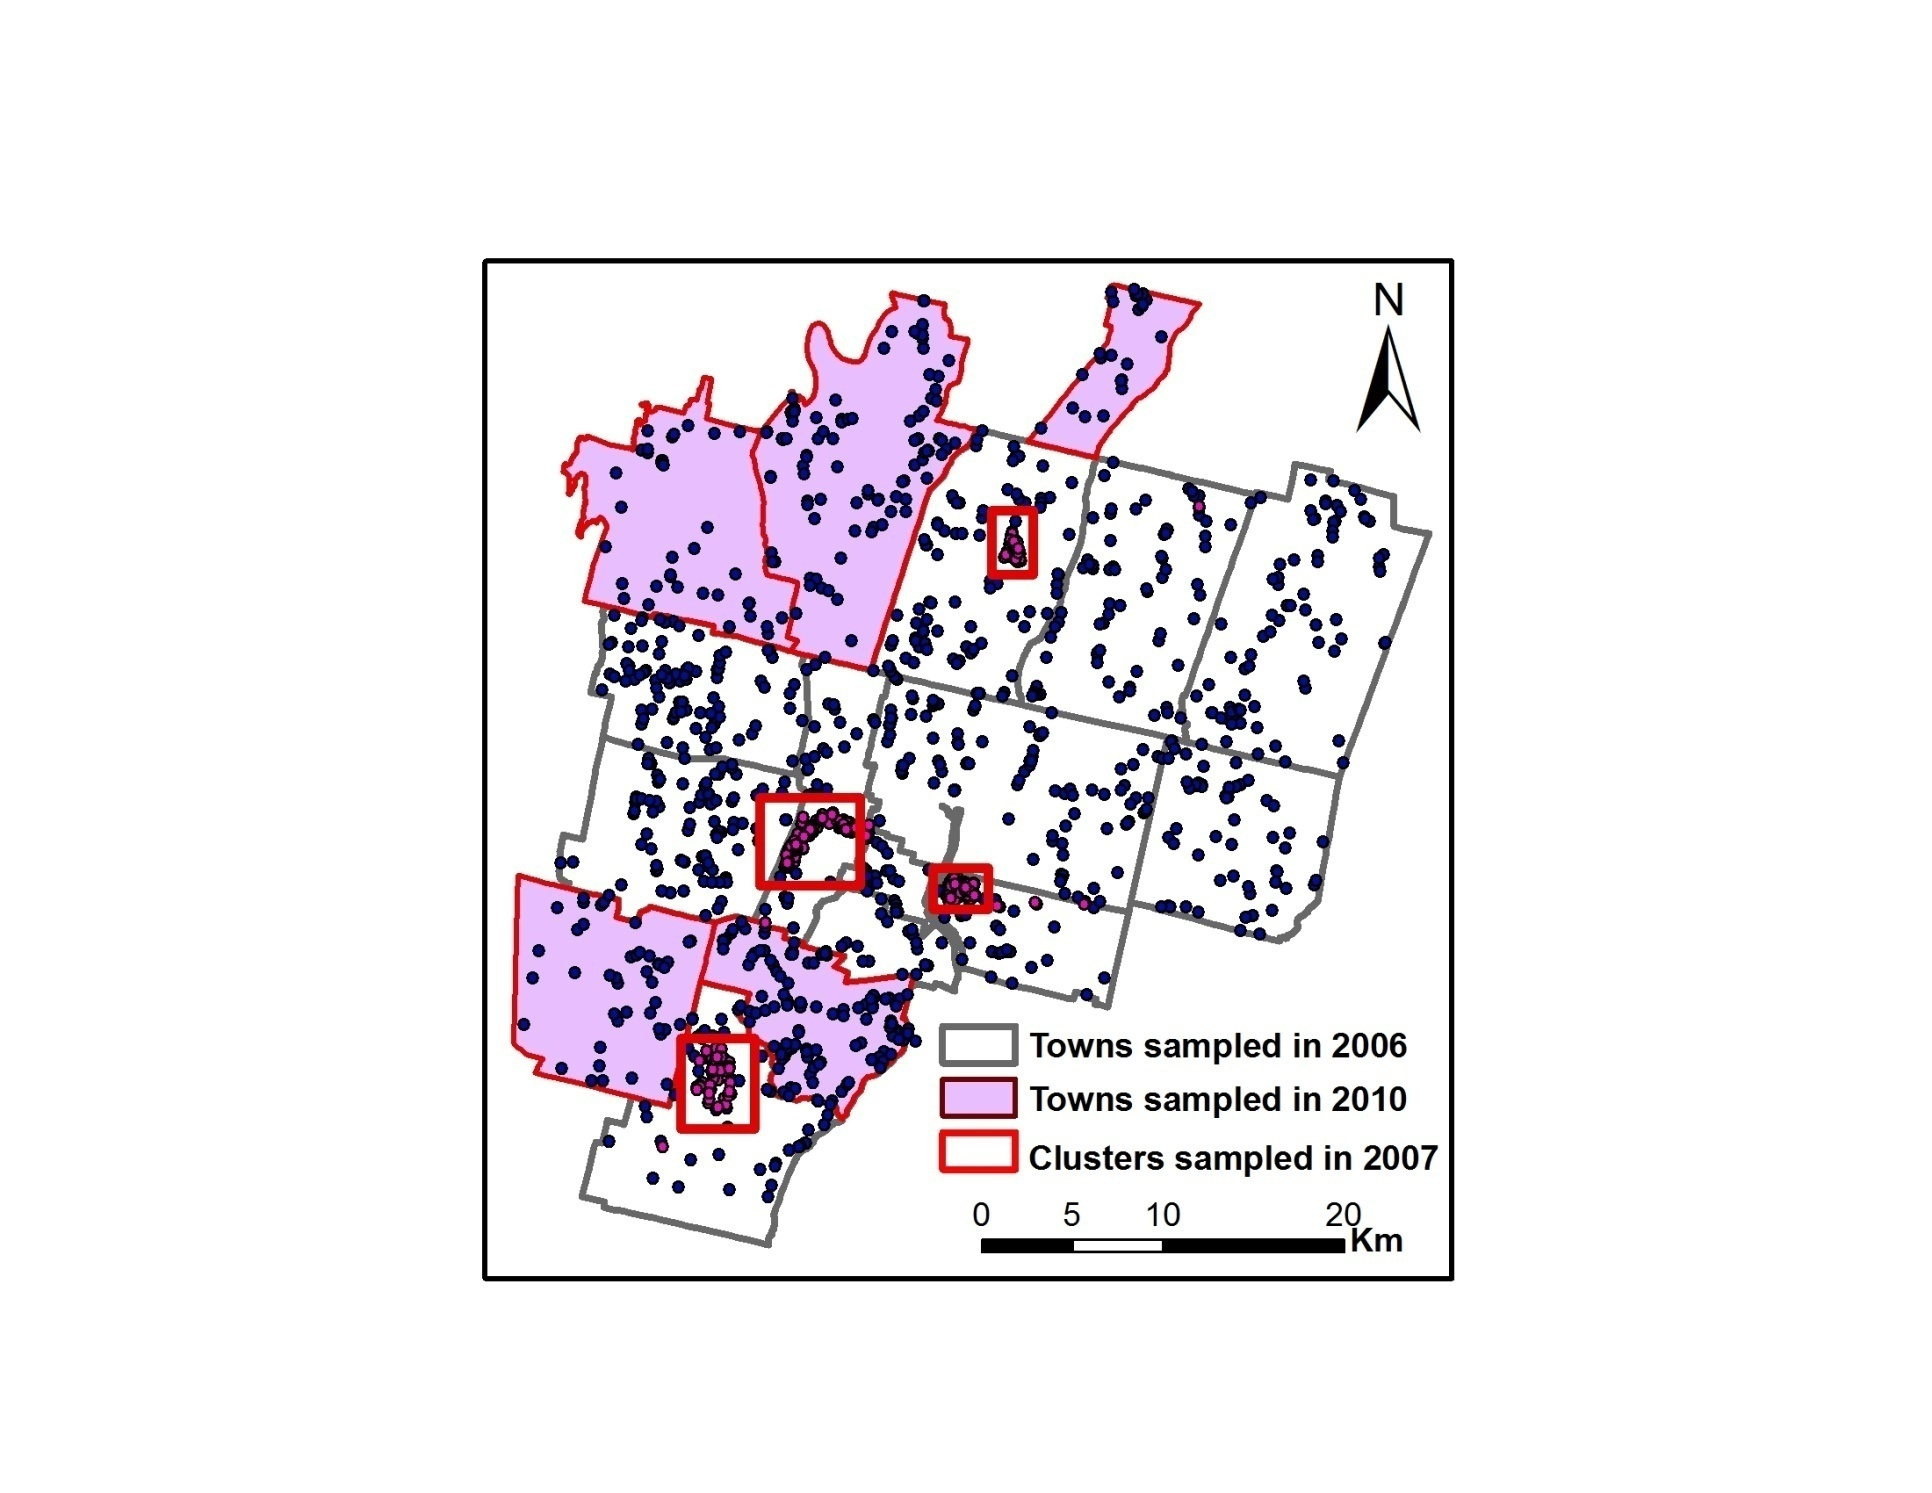 N
Towns sampled in 2006
Towns sampled in 2010
Clusters sampled in 2007
0 5 10 20
Km